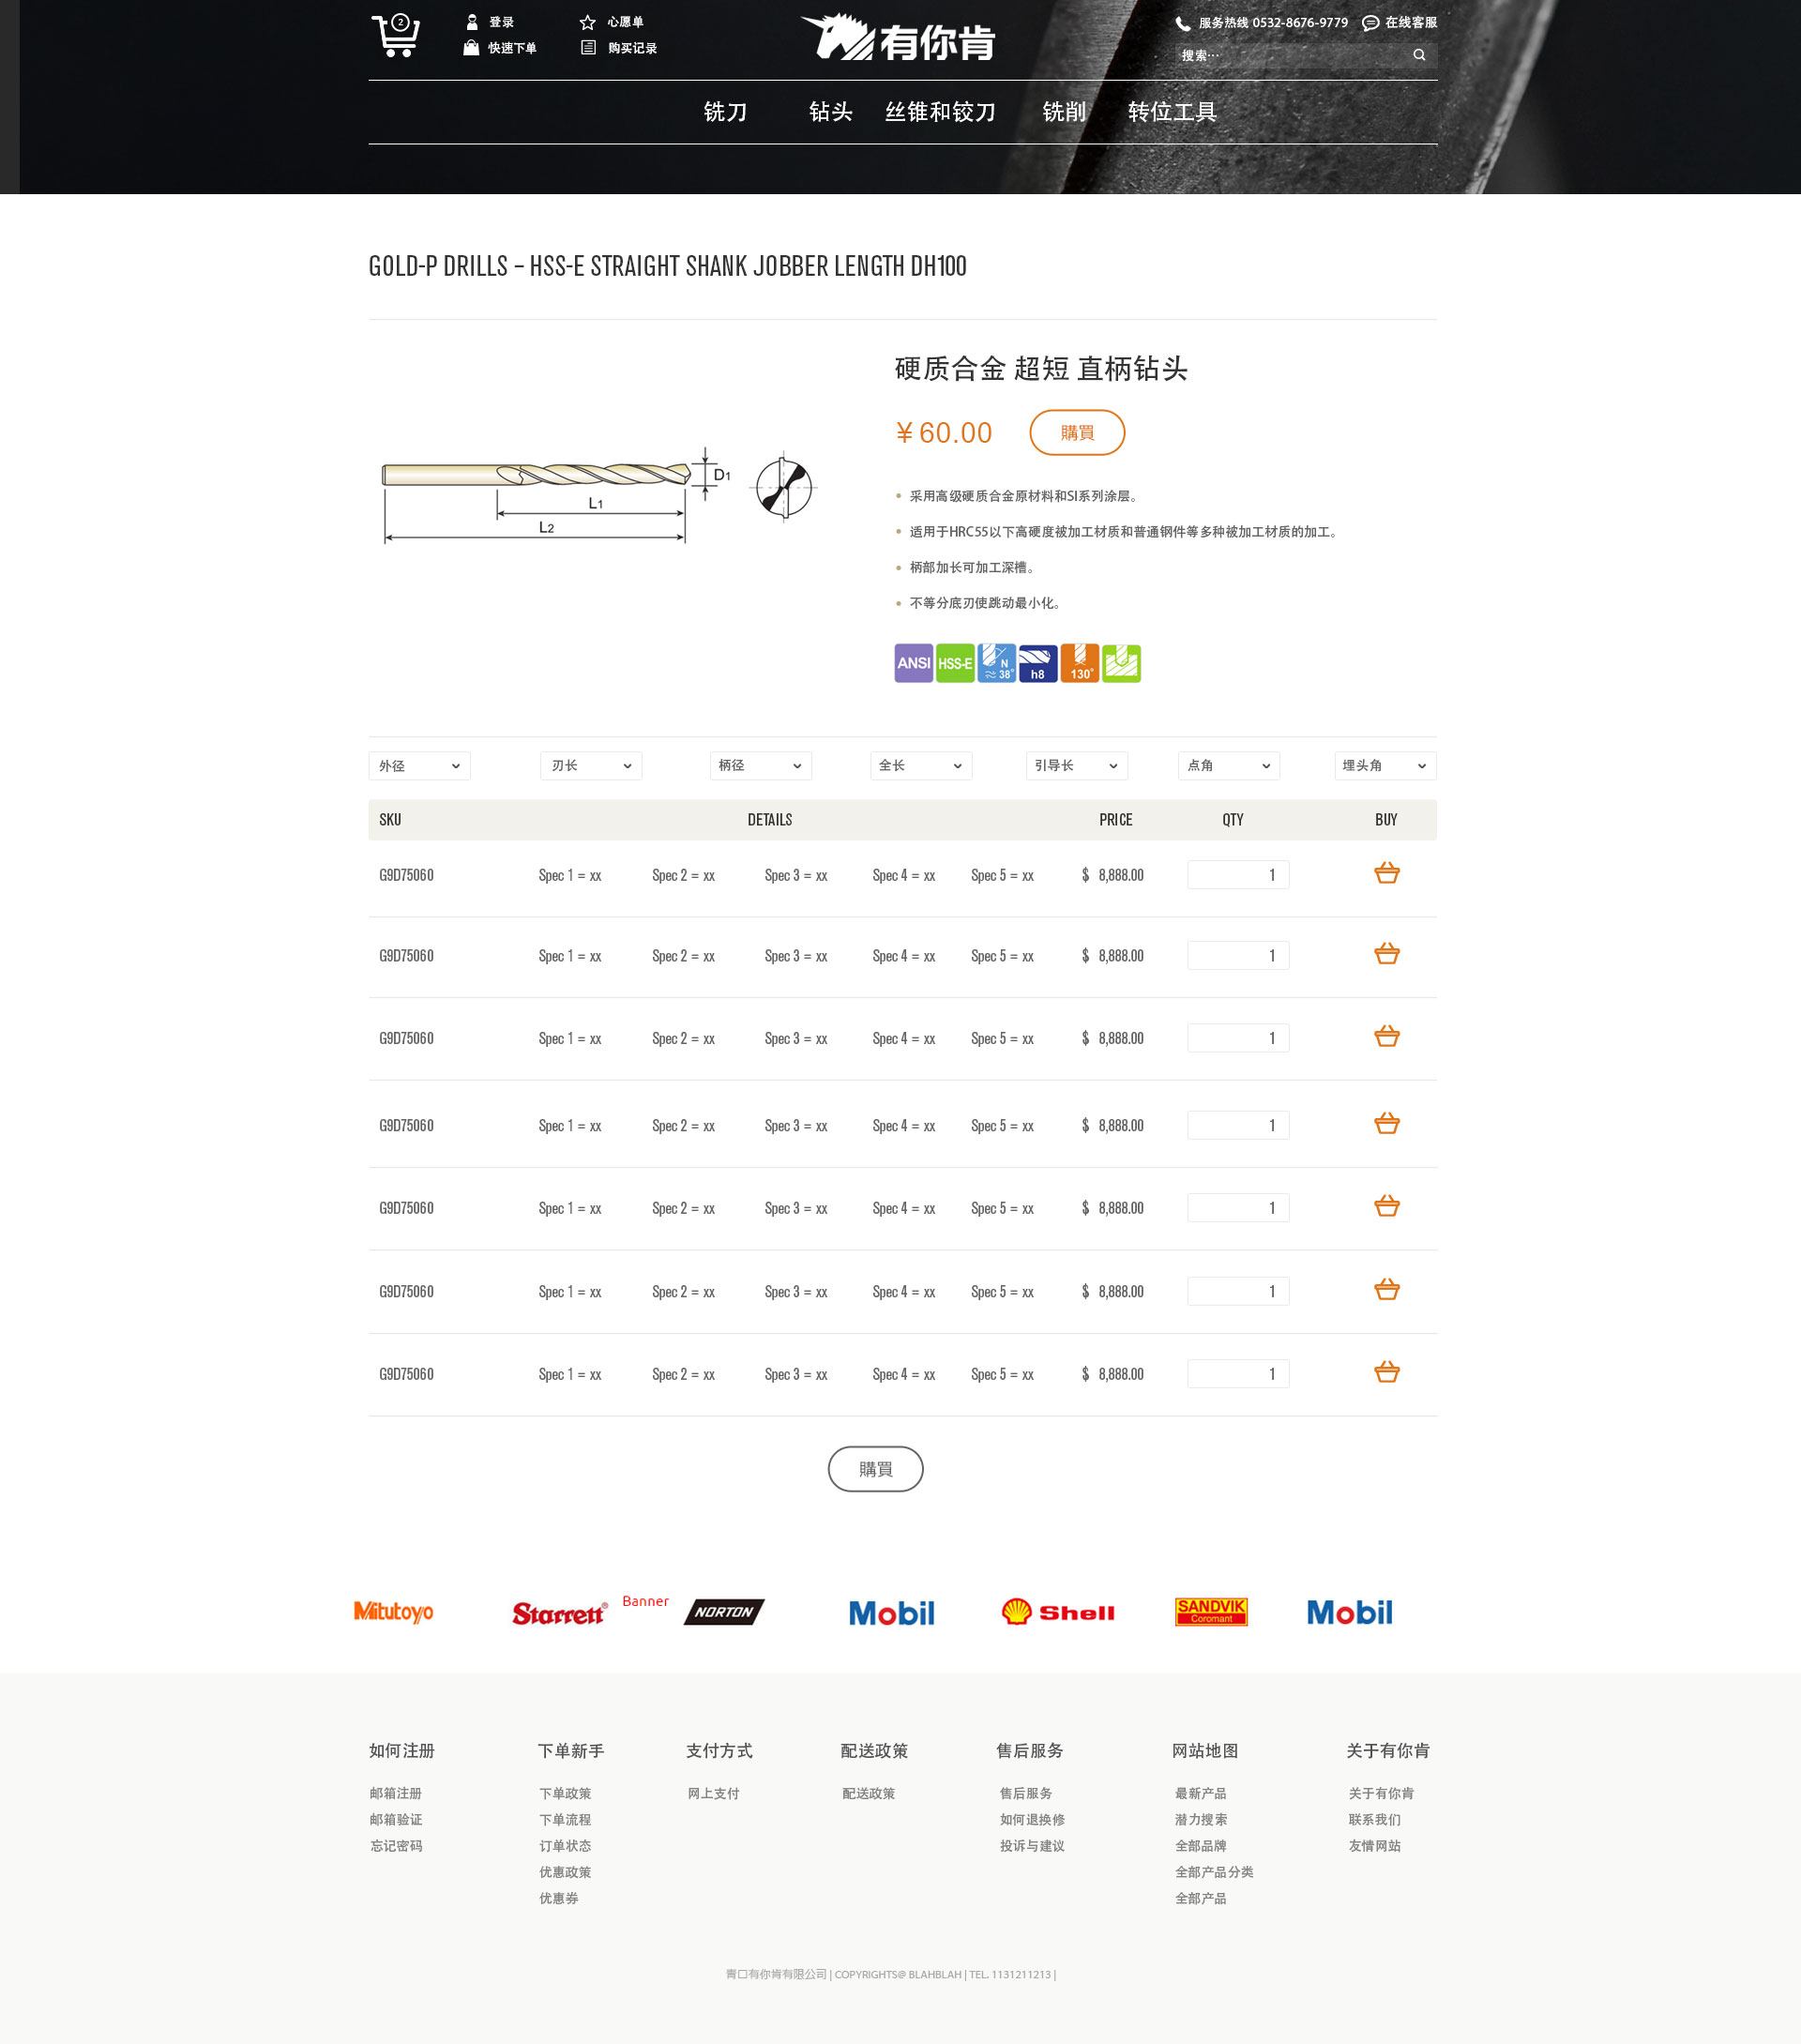 2
登录
心愿单
快速下单
购买记录
有你肯
服务热线 0532-8676-9779
在线客服
搜索···
铣刀 钻头 丝锥和铰刀 铣削 转位工具
GOLD-P DRILLS – HSS-E STRAIGHT SHANK JOBBER LENGTH DH100
硬质合金 超短 直柄钻头
¥ 60.00
購買
D1
L1
L2
采用高级硬质合金原材料和SI系列涂层。
适用于HRC55以下高硬度被加工材质和普通钢件等多种被加工材质的加工。
柄部加长可加工深槽。
不等分底刃使跳动最小化。
ANSI HSS-E N ≈38° h8 130°
外径 刃长 柄径 全长 引导长 点角 埋头角
SKU DETAILS PRICE QTY BUY
G9D75060 Spec 1 = xx Spec 2 = xx Spec 3 = xx Spec 4 = xx Spec 5 = xx $ 8,888.00 1
G9D75060 Spec 1 = xx Spec 2 = xx Spec 3 = xx Spec 4 = xx Spec 5 = xx $ 8,888.00 1
G9D75060 Spec 1 = xx Spec 2 = xx Spec 3 = xx Spec 4 = xx Spec 5 = xx $ 8,888.00 1
G9D75060 Spec 1 = xx Spec 2 = xx Spec 3 = xx Spec 4 = xx Spec 5 = xx $ 8,888.00 1
G9D75060 Spec 1 = xx Spec 2 = xx Spec 3 = xx Spec 4 = xx Spec 5 = xx $ 8,888.00 1
G9D75060 Spec 1 = xx Spec 2 = xx Spec 3 = xx Spec 4 = xx Spec 5 = xx $ 8,888.00 1
G9D75060 Spec 1 = xx Spec 2 = xx Spec 3 = xx Spec 4 = xx Spec 5 = xx $ 8,888.00 1
購買
Mitutoyo
Starrett®
Banner
NORTON
Mobil
Shell
SANDVIK
Coromant
Mobil
如何注册
邮箱注册
邮箱验证
忘记密码
下单新手
下单政策
下单流程
订单状态
优惠政策
优惠券
支付方式
网上支付
配送政策
配送政策
售后服务
售后服务
如何退换修
投诉与建议
网站地图
最新产品
潜力搜索
全部品牌
全部产品分类
全部产品
关于有你肯
关于有你肯
联系我们
友情网站
青口有你肯有限公司 | COPYRIGHTS@ BLAHBLAH | TEL. 1131211213 |